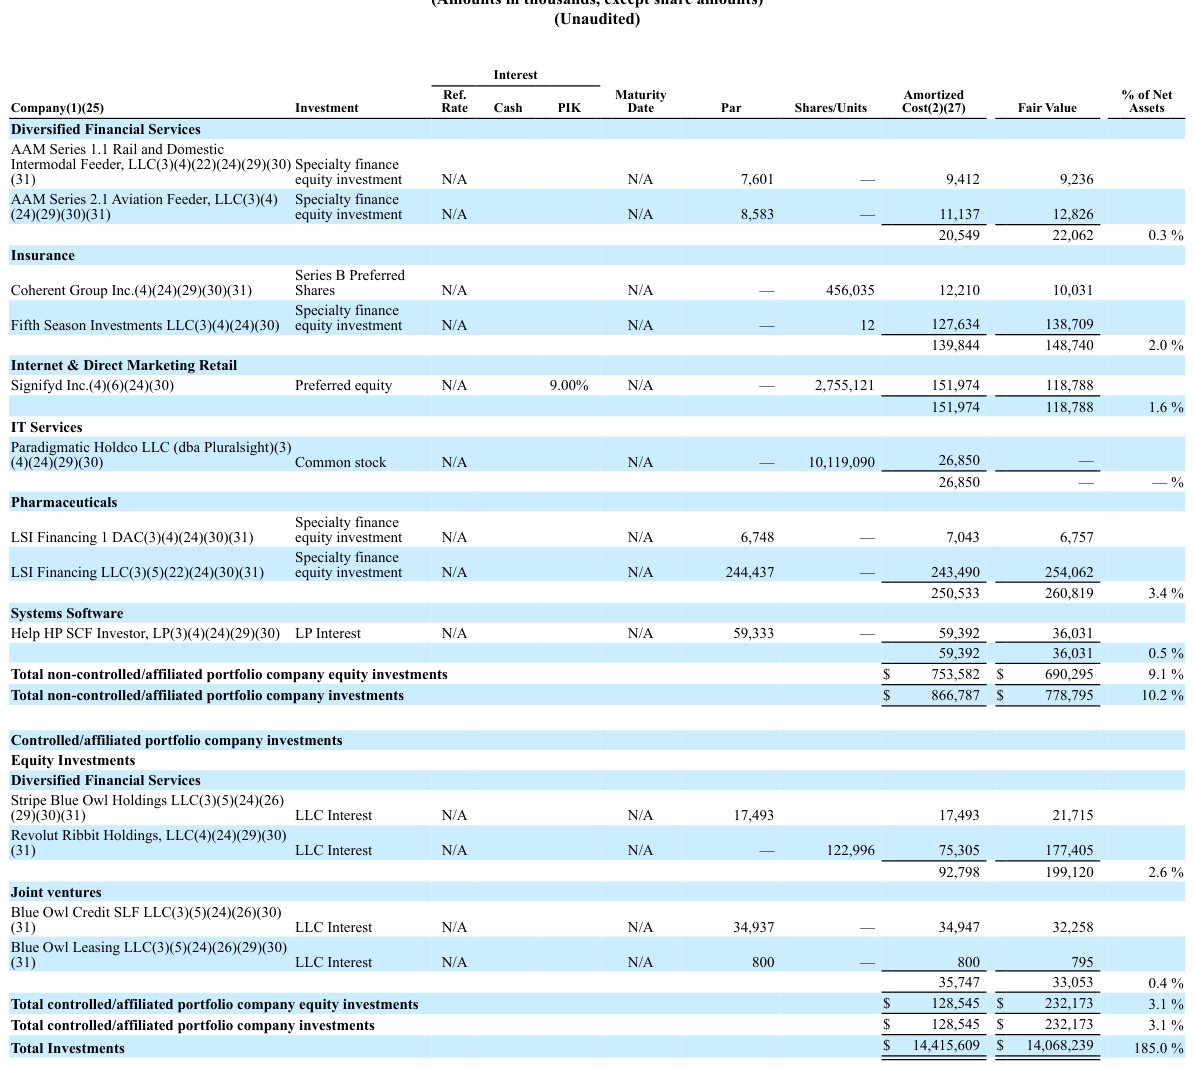 (Amounts in thousands, except share amounts)
(Unaudited)
Interest
Company(1)(25) Investment Ref. Rate Cash PIK Maturity Date Par Shares/Units Amortized Cost(2)(27) Fair Value % of Net Assets
Diversified Financial Services
AAM Series 1.1 Rail and Domestic
Intermodal Feeder, LLC(3)(4)(22)(24)(29)(30) Specialty finance
(31) equity investment N/A N/A 7,601 — 9,412 9,236
AAM Series 2.1 Aviation Feeder, LLC(3)(4) Specialty finance
(24)(29)(30)(31) equity investment N/A N/A 8,583 — 11,137 12,826
20,549 22,062 0.3 %
Insurance
Series B Preferred
Coherent Group Inc.(4)(24)(29)(30)(31) Shares N/A N/A — 456,035 12,210 10,031
Specialty finance
Fifth Season Investments LLC(3)(4)(24)(30) equity investment N/A N/A — 12 127,634 138,709
139,844 148,740 2.0 %
Internet & Direct Marketing Retail
Signifyd Inc.(4)(6)(24)(30) Preferred equity N/A 9.00% N/A — 2,755,121 151,974 118,788
151,974 118,788 1.6 %
IT Services
Paradigmatic Holdco LLC (dba Pluralsight)(3)
(4)(24)(29)(30) Common stock N/A N/A — 10,119,090 26,850 —
26,850 — — %
Pharmaceuticals
Specialty finance
LSI Financing 1 DAC(3)(4)(24)(30)(31) equity investment N/A N/A 6,748 — 7,043 6,757
Specialty finance
LSI Financing LLC(3)(5)(22)(24)(30)(31) equity investment N/A N/A 244,437 — 243,490 254,062
250,533 260,819 3.4 %
Systems Software
Help HP SCF Investor, LP(3)(4)(24)(29)(30) LP Interest N/A N/A 59,333 — 59,392 36,031
59,392 36,031 0.5 %
Total non-controlled/affiliated portfolio company equity investments $ 753,582 $ 690,295 9.1 %
Total non-controlled/affiliated portfolio company investments $ 866,787 $ 778,795 10.2 %
Controlled/affiliated portfolio company investments
Equity Investments
Diversified Financial Services
Stripe Blue Owl Holdings LLC(3)(5)(24)(26)
(29)(30)(31) LLC Interest N/A N/A 17,493 17,493 21,715
Revolut Ribbit Holdings, LLC(4)(24)(29)(30)
(31) LLC Interest N/A N/A — 122,996 75,305 177,405
92,798 199,120 2.6 %
Joint ventures
Blue Owl Credit SLF LLC(3)(5)(24)(26)(30)
(31) LLC Interest N/A N/A 34,937 — 34,947 32,258
Blue Owl Leasing LLC(3)(5)(24)(26)(29)(30)
(31) LLC Interest N/A N/A 800 — 800 795
35,747 33,053 0.4 %
Total controlled/affiliated portfolio company equity investments $ 128,545 $ 232,173 3.1 %
Total controlled/affiliated portfolio company investments $ 128,545 $ 232,173 3.1 %
Total Investments $ 14,415,609 $ 14,068,239 185.0 %